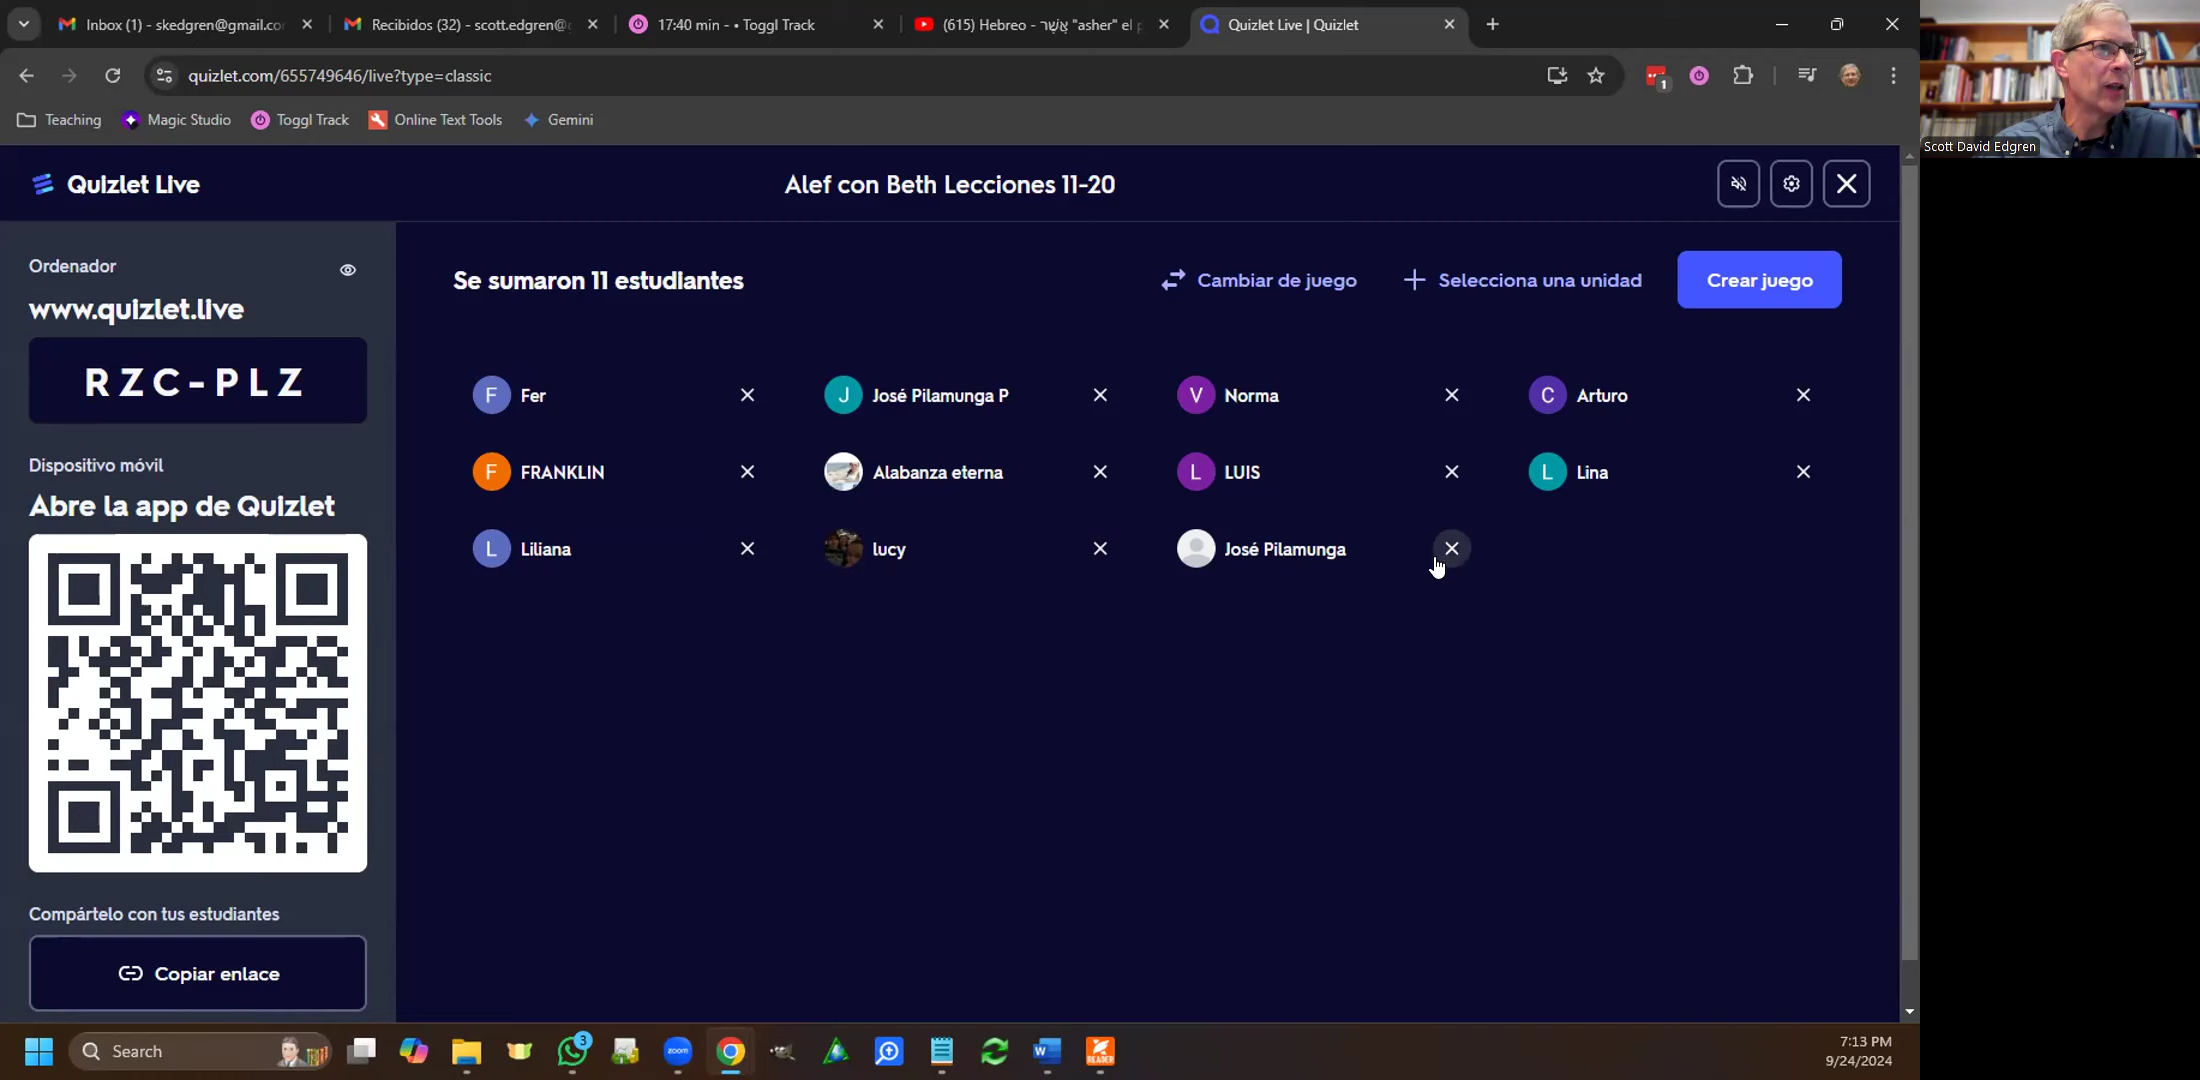 Inbox (1) - skedgren@gmail.co
Recibidos (32) - scott.edgren@
17:40 min - • Toggl Track
(615) Hebreo - אֲשֶׁר "asher" el
Quizlet Live | Quizlet
quizlet.com/655749646/live?type=classic
1
Teaching
Magic Studio
Toggl Track
Online Text Tools
Gemini
Scott David Edgren
Quizlet Live
Alef con Beth Lecciones 11-20
Ordenador
www.quizlet.live
RZC-PLZ
Dispositivo móvil
Abre la app de Quizlet
Compártelo con tus estudiantes
Copiar enlace
Se sumaron 11 estudiantes
Cambiar de juego
Selecciona una unidad
Crear juego
F Fer
J José Pilamunga P
V Norma
C Arturo
F FRANKLIN
Alabanza eterna
L LUIS
L Lina
L Liliana
lucy
José Pilamunga
Search
3
zoom
W
READER
7:13 PM
9/24/2024